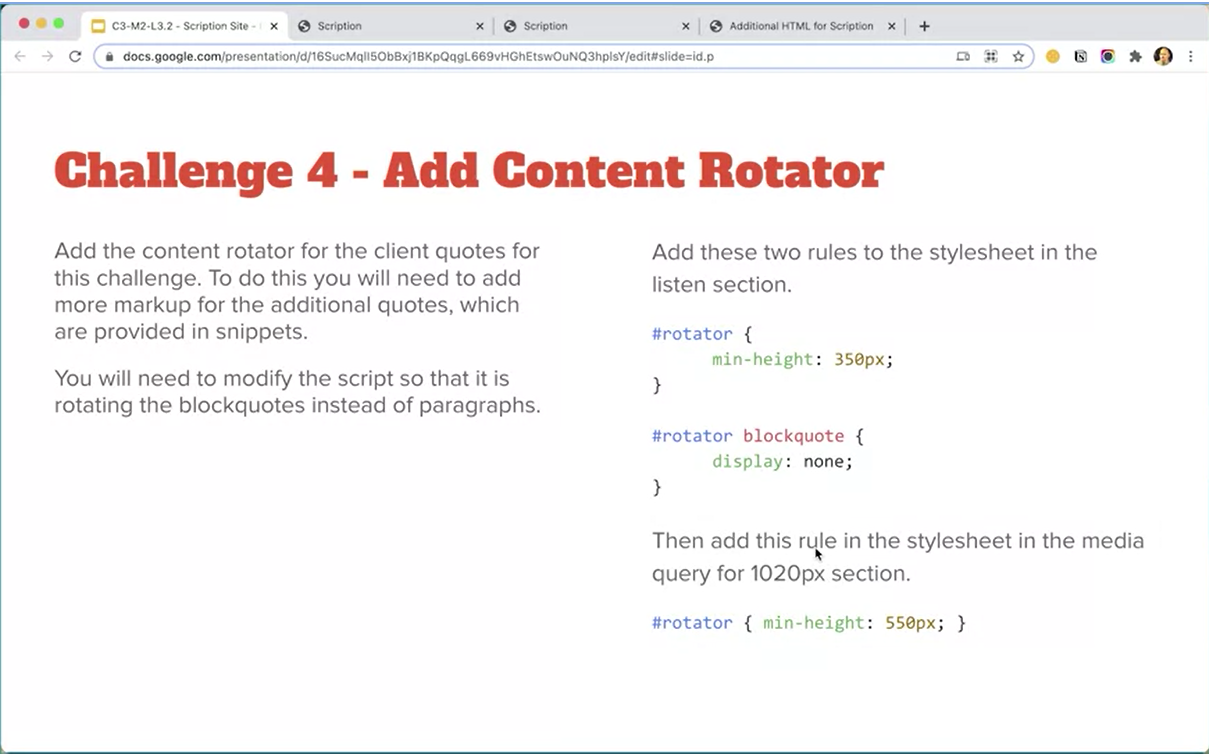 C3-M2-L3.2 - Scription Site -
Scription
Scription
Additional HTML for Scription
docs.google.com/presentation/d/16SucMqlI5ObBxj1BKpQqgL669vHGhEtswOuNQ3hplsY/edit#slide=id.p
Challenge 4 - Add Content Rotator
Add the content rotator for the client quotes for
this challenge. To do this you will need to add
more markup for the additional quotes, which
are provided in snippets.
You will need to modify the script so that it is
rotating the blockquotes instead of paragraphs.
Add these two rules to the stylesheet in the
listen section.
#rotator {
min-height: 350px;
}
#rotator blockquote {
display: none;
}
Then add this rule in the stylesheet in the media
query for 1020px section.
#rotator { min-height: 550px; }